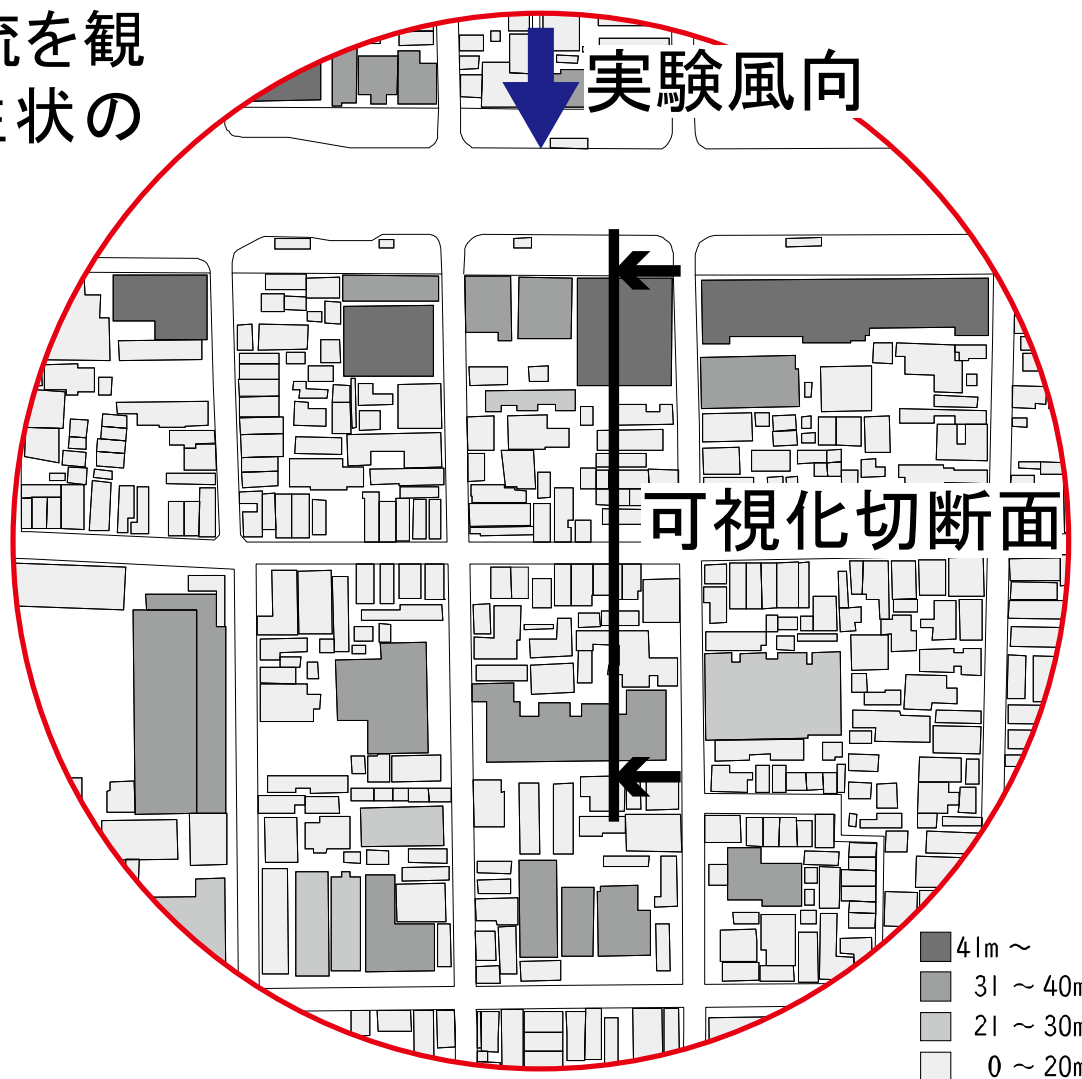 流を観
状の
実験風向
可視化切断面
41m ～
31 ～ 40m
21 ～ 30m
0 ～ 20m